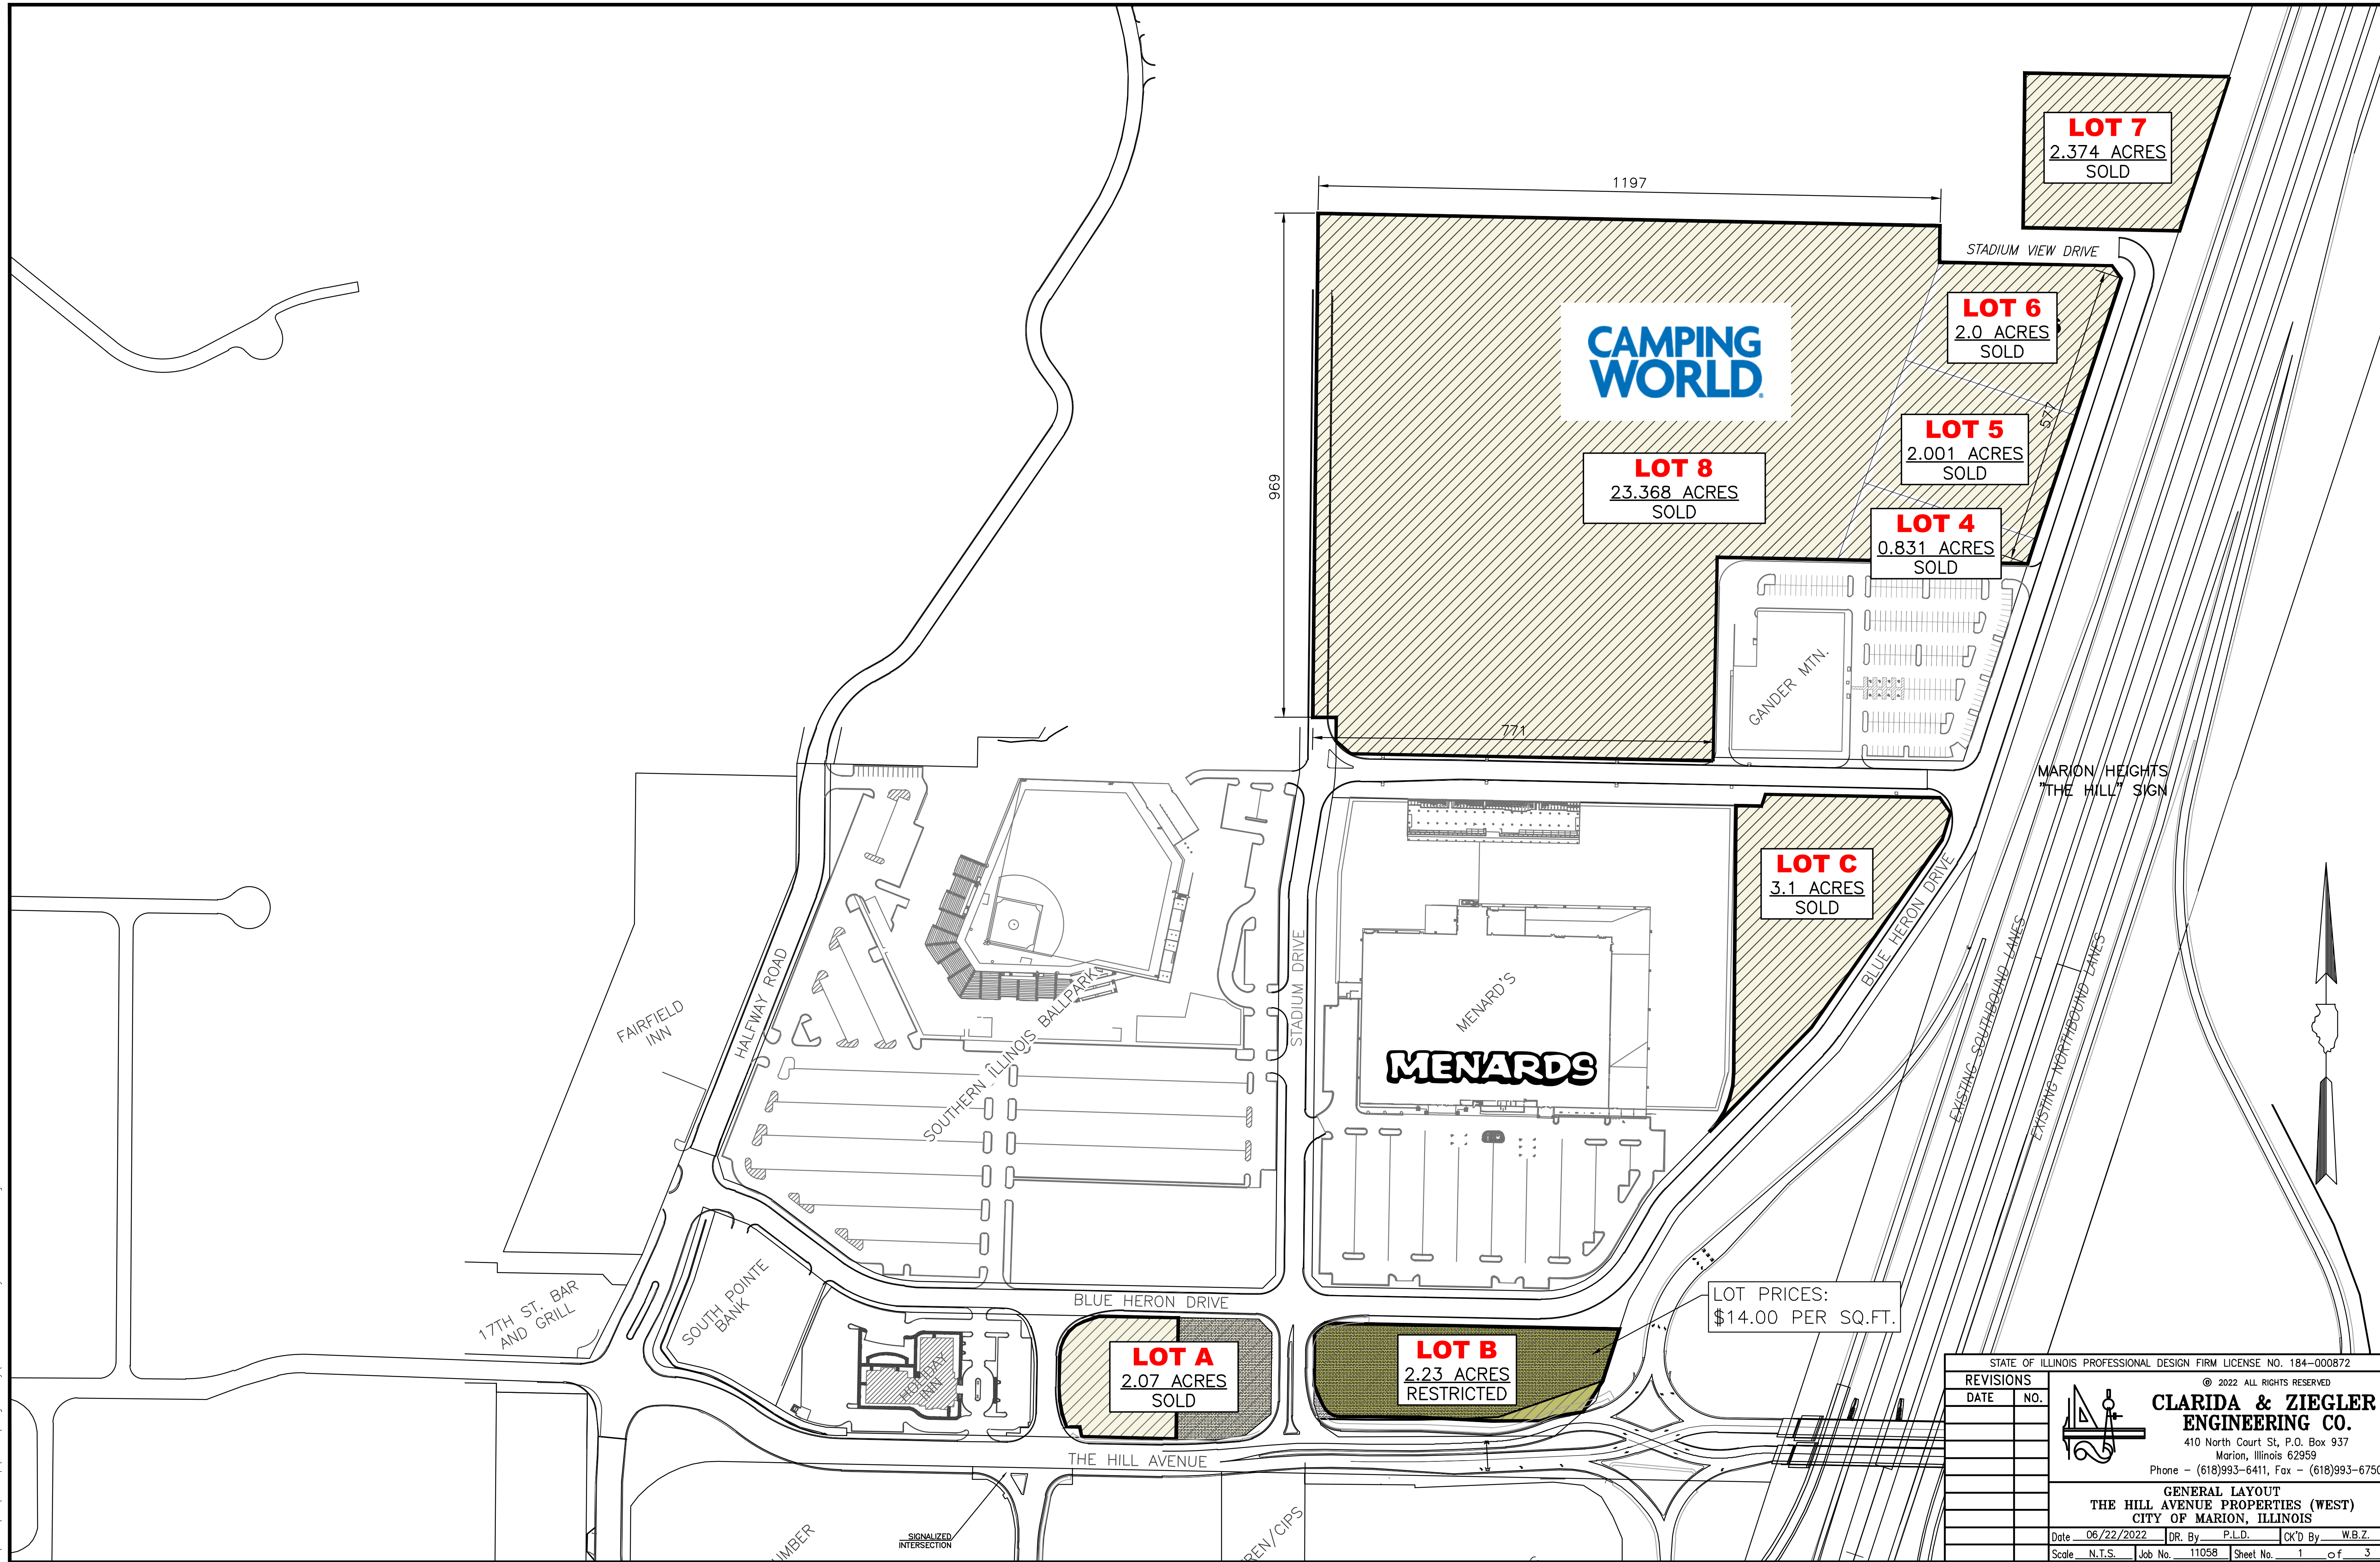 LOT 7
2.374 ACRES
SOLD
1197
STADIUM VIEW DRIVE
LOT 6
2.0 ACRES
SOLD
CAMPING
WORLD
LOT 5
2.001 ACRES
SOLD
577
LOT 8
23.368 ACRES
SOLD
969
LOT 4
0.831 ACRES
SOLD
GANDER MTN.
771
MARION HEIGHTS
"THE HILL" SIGN
LOT C
3.1 ACRES
SOLD
BLUE HERON DRIVE
EXISTING SOUTHBOUND LANES
EXISTING NORTHBOUND LANES
HALFWAY ROAD
FAIRFIELD
INN
SOUTHERN ILLINOIS BALLPARK
STADIUM DRIVE
MENARD'S
MENARDS
LOT PRICES:
$14.00 PER SQ.FT.
BLUE HERON DRIVE
17TH ST. BAR
AND GRILL
SOUTH POINTE
BANK
HOLIDAY
INN
LOT A
2.07 ACRES
SOLD
LOT B
2.23 ACRES
RESTRICTED
THE HILL AVENUE
SIGNALIZED
INTERSECTION
UMBER
REN/CIPS
STATE OF ILLINOIS PROFESSIONAL DESIGN FIRM LICENSE NO. 184-000872
REVISIONS
DATE NO.
© 2022 ALL RIGHTS RESERVED
CLARIDA & ZIEGLER
ENGINEERING CO.
410 North Court St, P.O. Box 937
Marion, Illinois 62959
Phone - (618)993-6411, Fax - (618)993-6750
GENERAL LAYOUT
THE HILL AVENUE PROPERTIES (WEST)
CITY OF MARION, ILLINOIS
Date 06/22/2022 DR. By P.L.D. CK'D By W.B.Z.
Scale N.T.S. Job No. 11058 Sheet No. 1 of 3